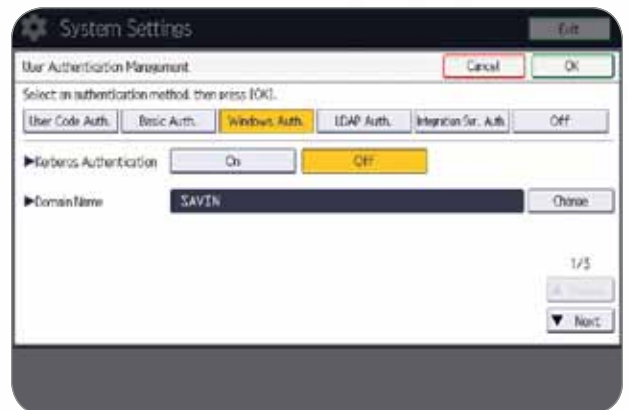 System Settings Exit
User Authentication Management Cancel OK
Select an authentication method, then press [OK].
User Code Auth. Basic Auth. Windows Auth. LDAP Auth. Integration Svr. Auth. Off
▶Kerberos Authentication On Off
▶Domain Name SAVIN Change
1/3
▼ Next